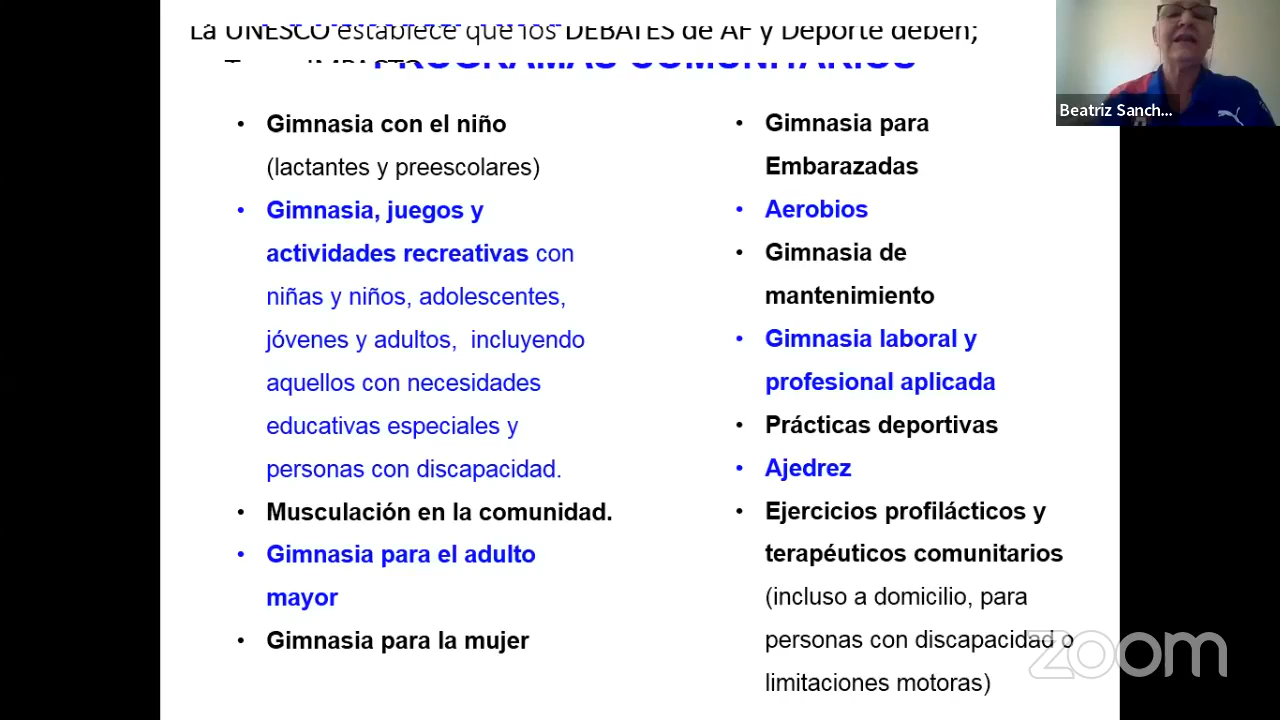 La UNESCO establece que los DEBATES de AF y Deporte deben;
PROGRAMAS COMUNITARIOS
• Gimnasia con el niño
(lactantes y preescolares)
• Gimnasia, juegos y
actividades recreativas con
niñas y niños, adolescentes,
jóvenes y adultos, incluyendo
aquellos con necesidades
educativas especiales y
personas con discapacidad.
• Musculación en la comunidad.
• Gimnasia para el adulto
mayor
• Gimnasia para la mujer
• Gimnasia para
Embarazadas
• Aerobios
• Gimnasia de
mantenimiento
• Gimnasia laboral y
profesional aplicada
• Prácticas deportivas
• Ajedrez
• Ejercicios profilácticos y
terapéuticos comunitarios
(incluso a domicilio, para
personas con discapacidad o
limitaciones motoras)
Beatriz Sanch...
zoom